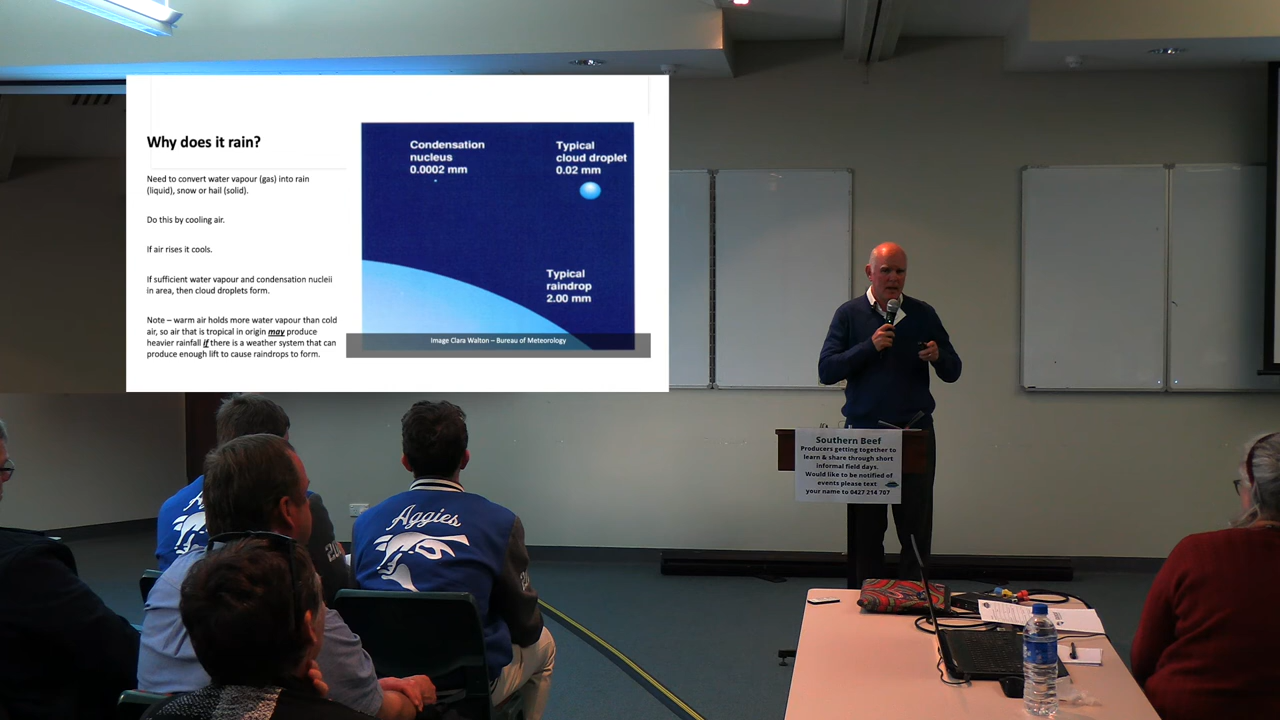 Why does it rain?
Need to convert water vapour (gas) into rain
(liquid), snow or hail (solid).
Do this by cooling air.
If air rises it cools.
If sufficient water vapour and condensation nucleii
in area, then cloud droplets form.
Note – warm air holds more water vapour than cold
air, so air that is tropical in origin may produce
heavier rainfall if there is a weather system that can
produce enough lift to cause raindrops to form.
Condensation
nucleus
0.0002 mm
Typical
cloud droplet
0.02 mm
Typical
raindrop
2.00 mm
Image Clara Walton – Bureau of Meteorology
Southern Beef
Producers getting together to
learn & share through short
informal field days.
Would like to be notified of
events please text
your name to 0427 214 707
Aggies